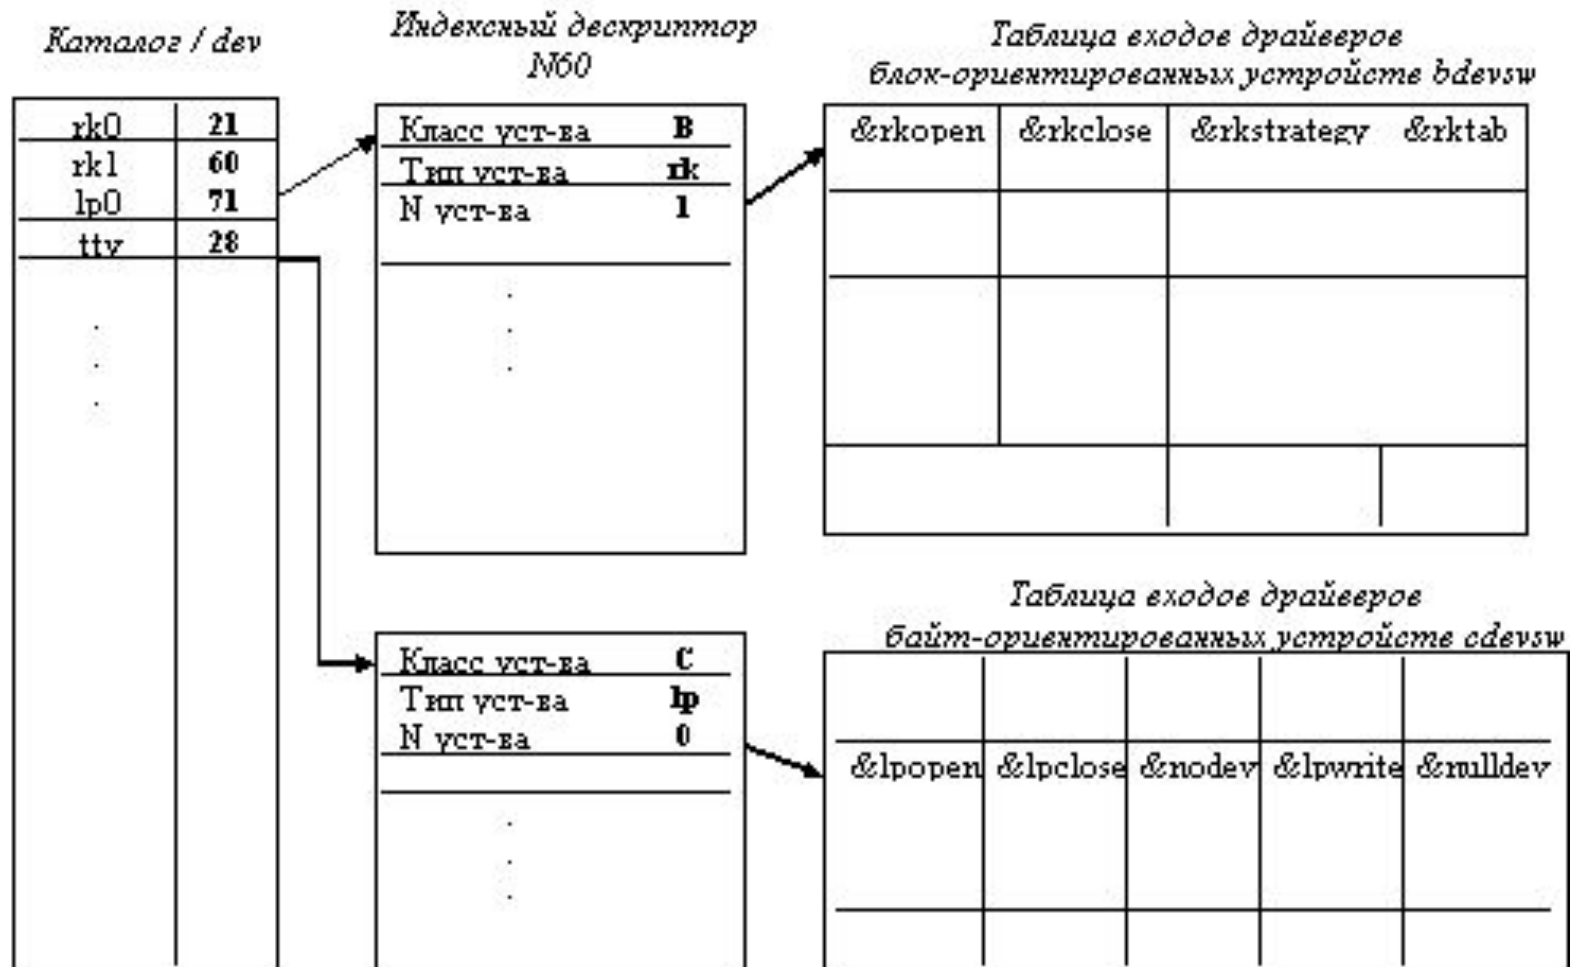 Каталог / dev
rk0 21
rk1 60
lp0 71
tty 28
Индексный дескриптор
N60
Класс уст-ва B
Тип уст-ва rk
N уст-ва 1
Таблица входов драйверов
блок-ориентированных устройств bdevsw
&rkopen &rkclose &rkstrategy &rktab
Класс уст-ва C
Тип уст-ва lp
N уст-ва 0
Таблица входов драйверов
байт-ориентированных устройств cdevsw
&lpopen &lpclose &nodev &lpwrite &nulldev